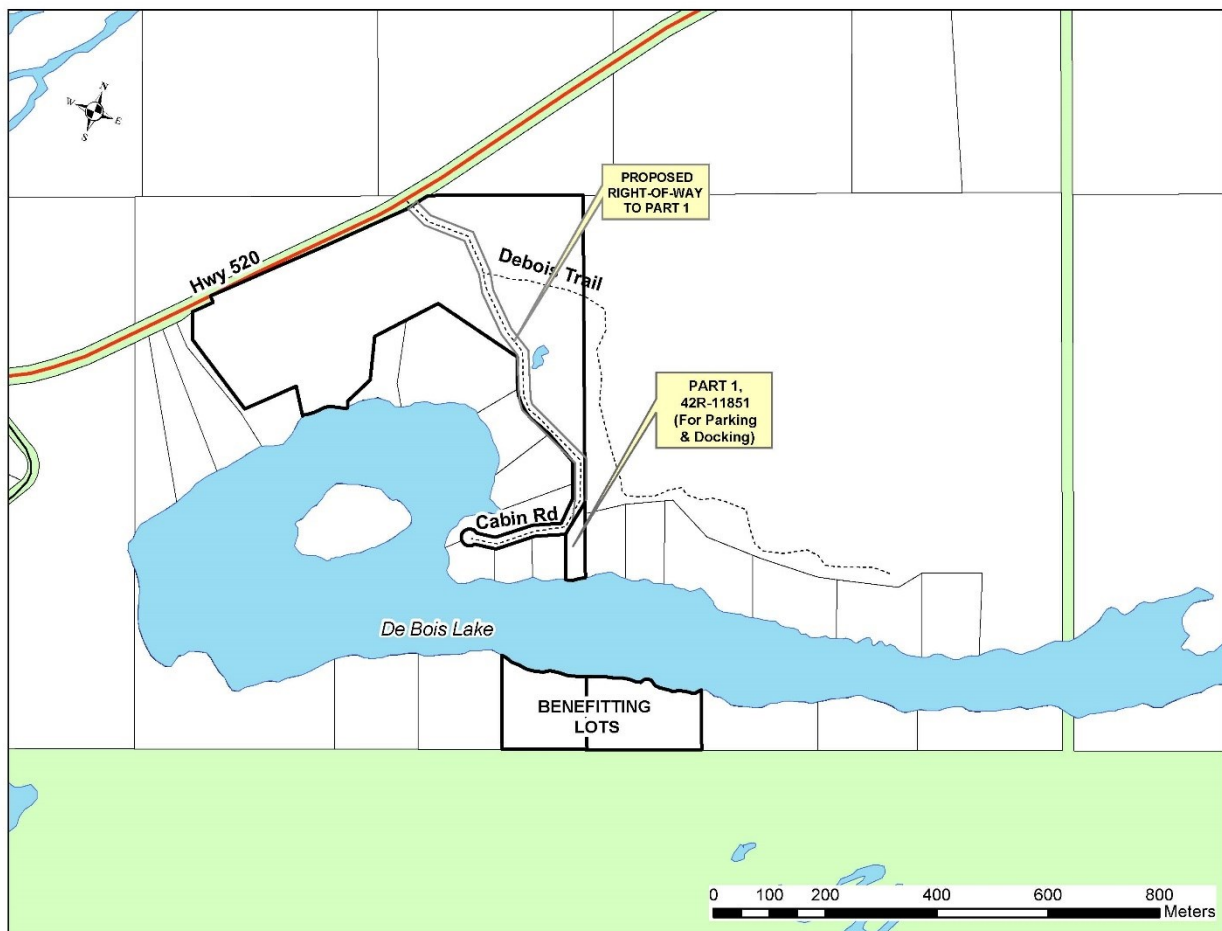 N
W
E
S
PROPOSED
RIGHT-OF-WAY
TO PART 1
Hwy 520
Debois Trail
PART 1,
42R-11851
(For Parking
& Docking)
Cabin Rd
De Bois Lake
BENEFITTING
LOTS
0 100 200 400 600 800
Meters